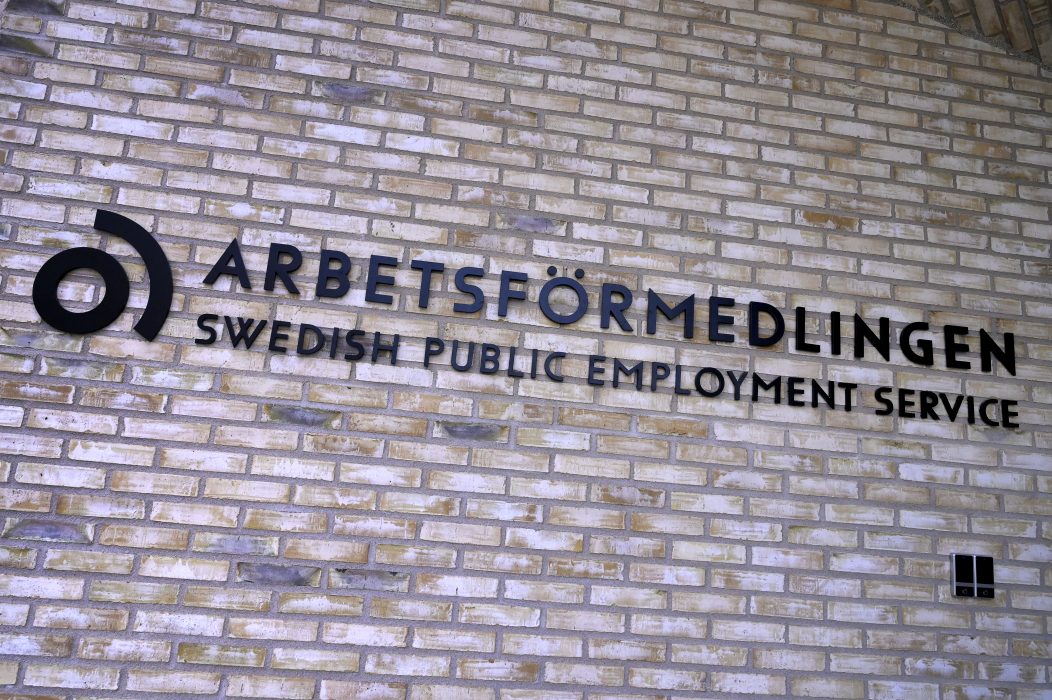 ARBETSFÖRMEDLINGEN
SWEDISH PUBLIC EMPLOYMENT SERVICE